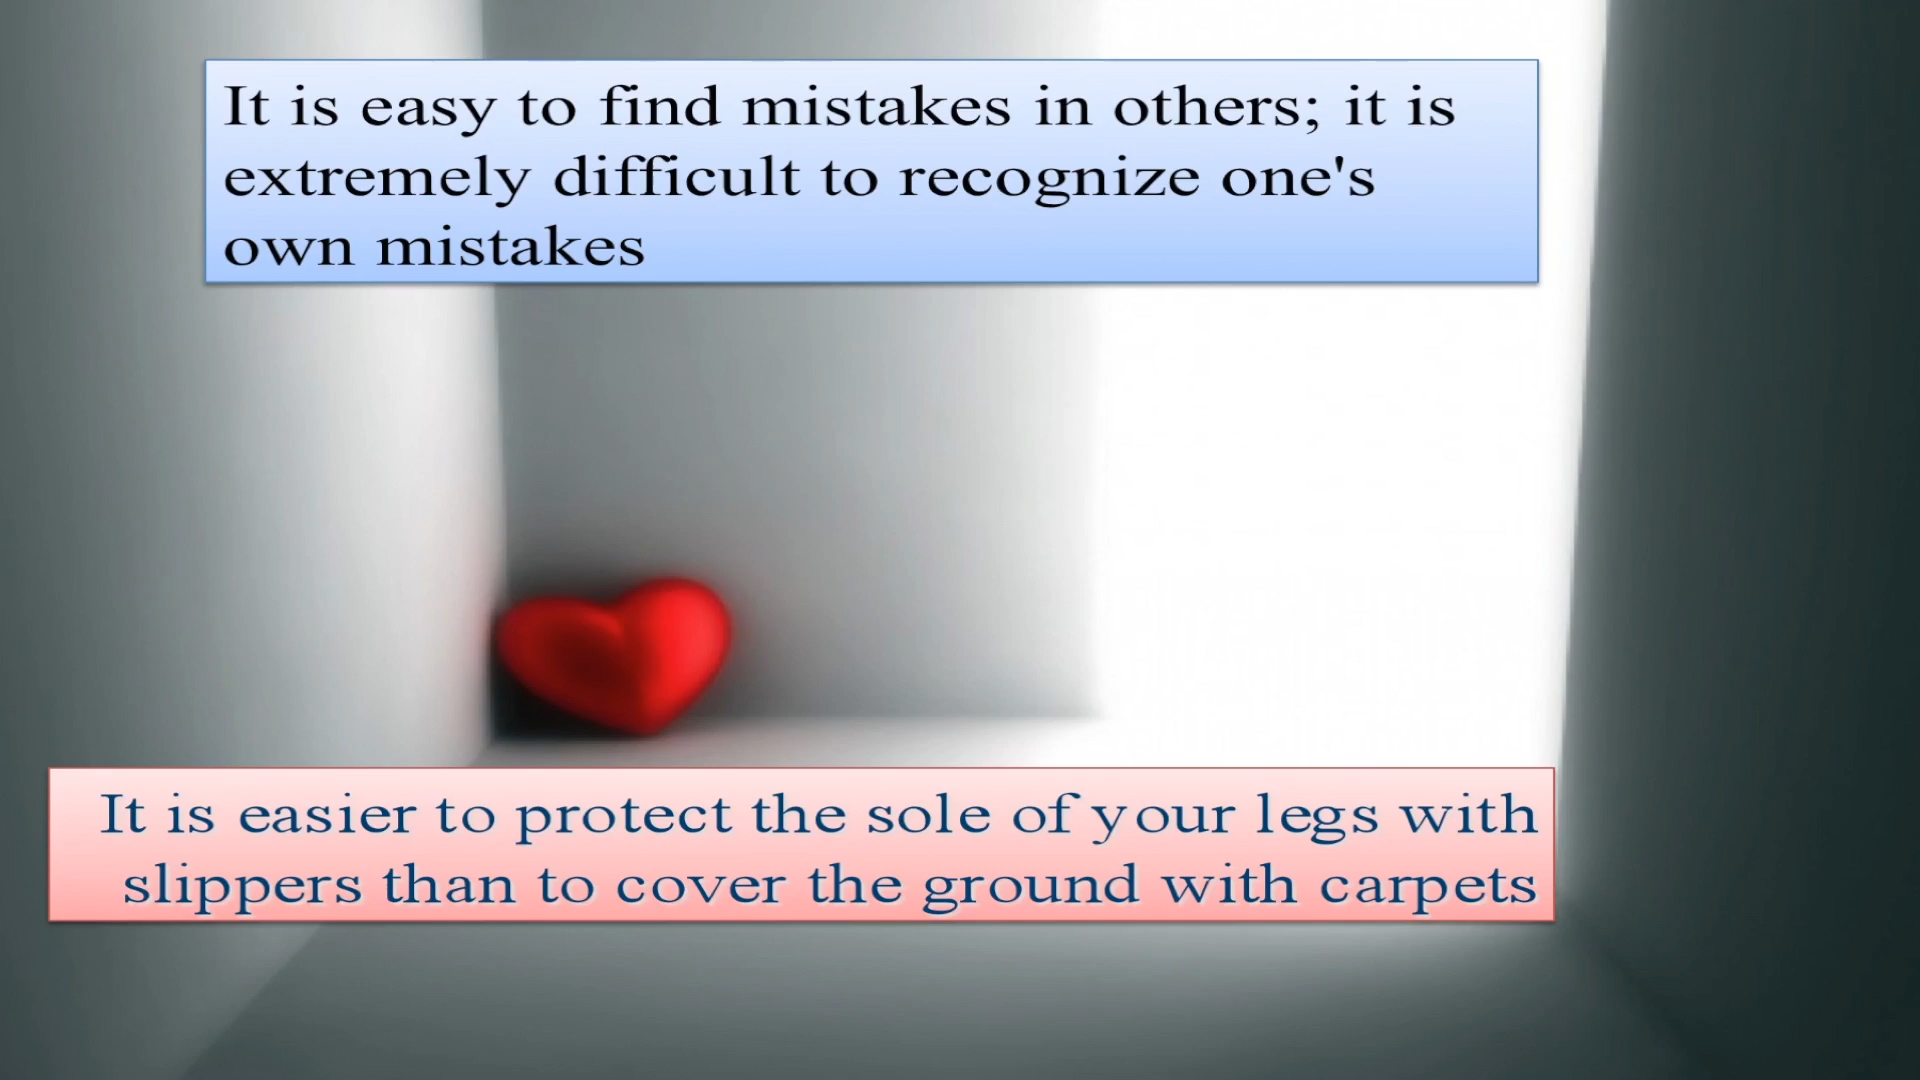 It is easy to find mistakes in others; it is
extremely difficult to recognize one's
own mistakes
It is easier to protect the sole of your legs with
slippers than to cover the ground with carpets